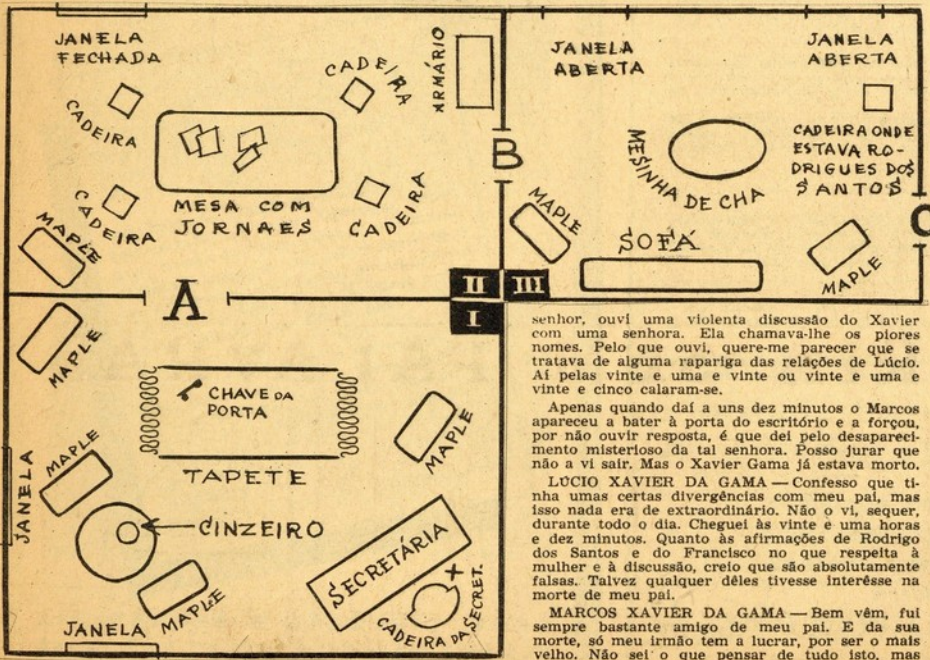 JANELA
FECHADA
CADEIRA
CADEIRA
ARMÁRIO
CADEIRA
MESA COM
JORNAES
CADEIRA
MAPLE
B
JANELA
ABERTA
JANELA
ABERTA
MESINHA DE CHA
CADEIRA ONDE
ESTAVA RO-
DRIGUES DOS
SANTOS
C
MAPLE
SOFÁ
MAPLE
A
II III
I
MAPLE
CHAVE DA
PORTA
MAPLE
TAPETE
MAPLE
JANELA
CINZEIRO
SECRETÁRIA
MAPLE
CADEIRA DA SECRET.
JANELA
senhor, ouvi uma violenta discussão do Xavier
com uma senhora. Ela chamava-lhe os piores
nomes. Pelo que ouvi, quere-me parecer que se
tratava de alguma rapariga das relações de Lúcio.
Aí pelas vinte e uma e vinte ou vinte e uma e
vinte e cinco calaram-se.
Apenas quando daí a uns dez minutos o Marcos
apareceu a bater à porta do escritório e a forçou,
por não ouvir resposta, é que dei pelo desapareci-
mento misterioso da tal senhora. Posso jurar que
não a vi sair. Mas o Xavier Gama já estava morto.
LÚCIO XAVIER DA GAMA — Confesso que ti-
nha umas certas divergências com meu pai, mas
isso nada era de extraordinário. Não o vi, sequer,
durante todo o dia. Cheguei às vinte e uma horas
e dez minutos. Quanto às afirmações de Rodrigo
dos Santos e do Francisco no que respeita à
mulher e à discussão, creio que são absolutamente
falsas. Talvez qualquer dêles tivesse interêsse na
morte de meu pai.
MARCOS XAVIER DA GAMA — Bem vêm, fui
sempre bastante amigo de meu pai. E da sua
morte, só meu irmão tem a lucrar, por ser o mais
velho. Não sei o que pensar de tudo isto, mas